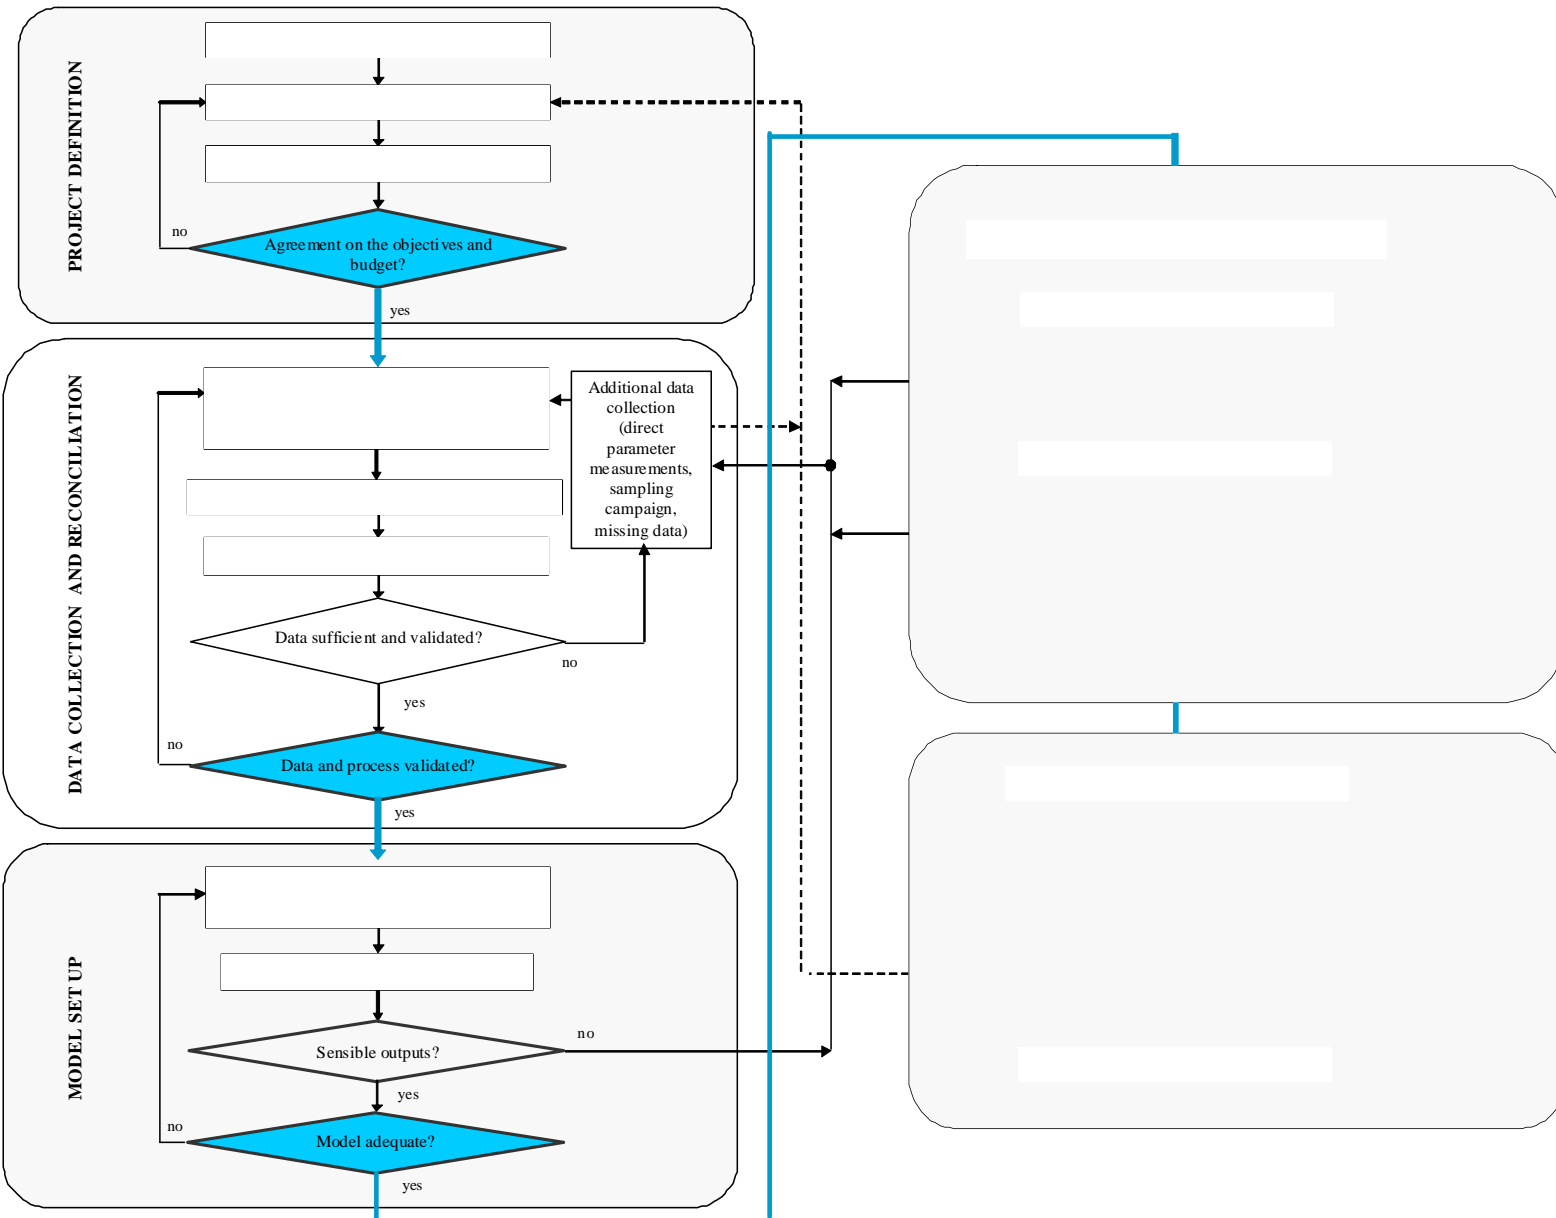 PROJECT DEFINITION
no
Agreement on the objectives and
budget?
yes
DATA COLLECTION AND RECONCILIATION
Additional data
collection
(direct
parameter
measurements,
sampling
campaign,
missing data)
Data sufficient and validated?
no
yes
no
Data and process validated?
yes
MODEL SET UP
no
Sensible outputs?
yes
no
Model adequate?
yes